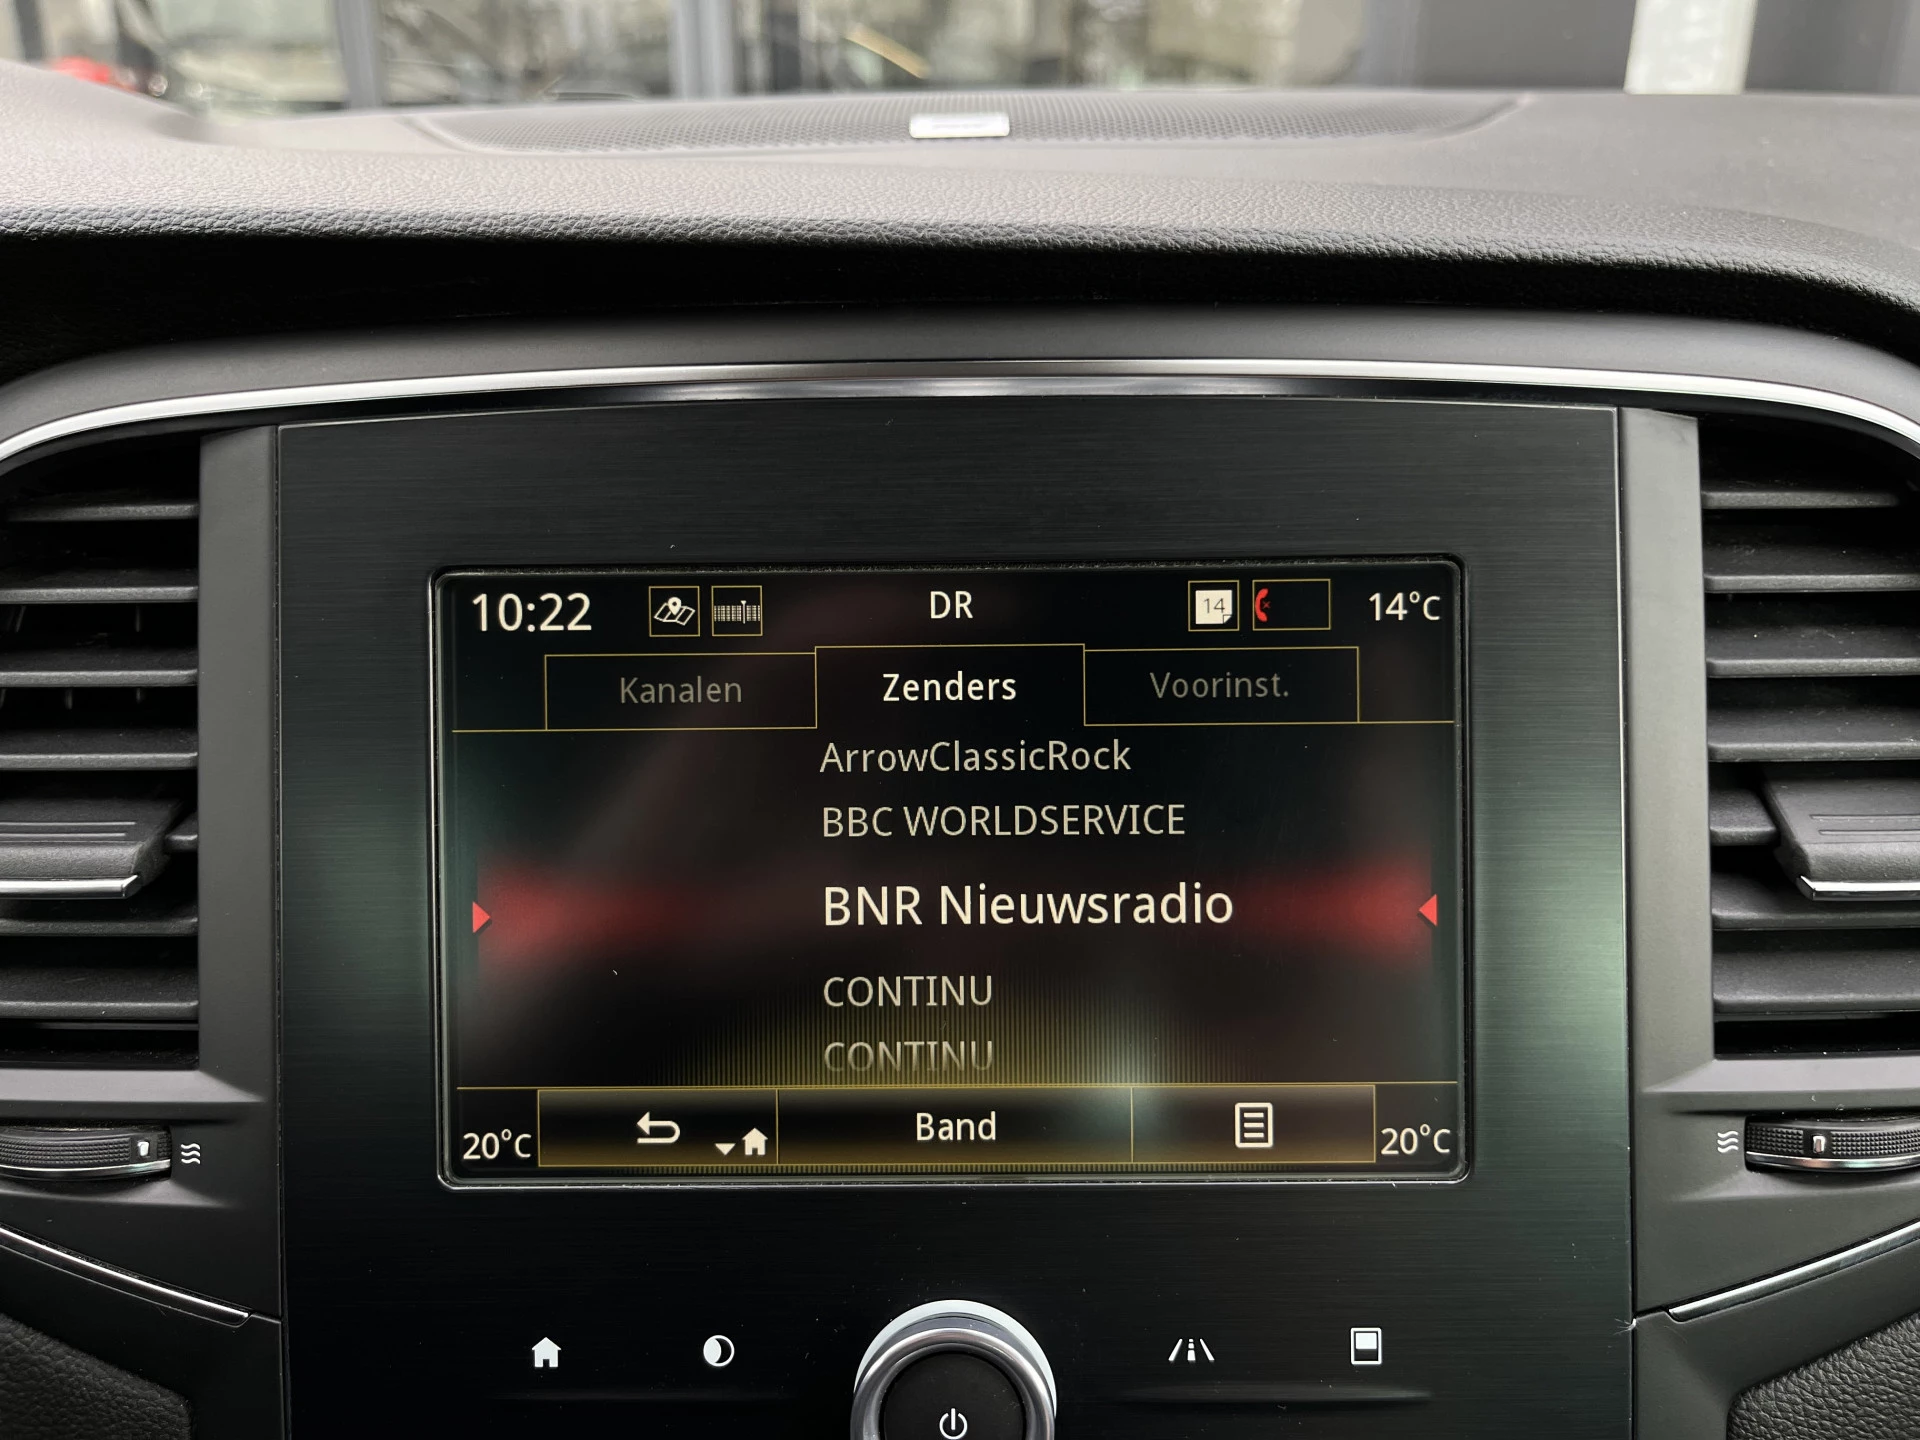 10:22 DR 14 14°C
Kanalen Zenders Voorinst.
ArrowClassicRock
BBC WORLDSERVICE
BNR Nieuwsradio
CONTINU
CONTINU
20°C Band 20°C